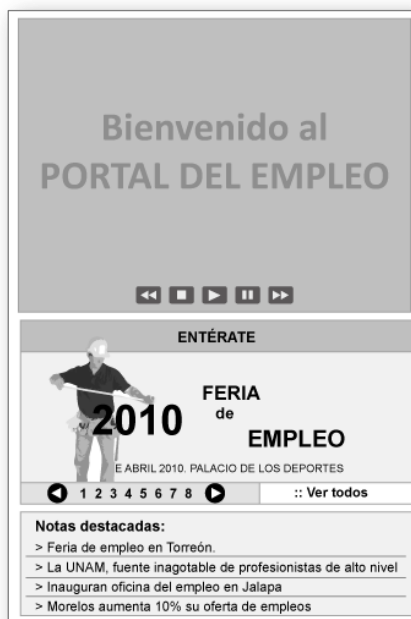 Bienvenido al
PORTAL DEL EMPLEO
ENTÉRATE
2010
FERIA
de
EMPLEO
E ABRIL 2010. PALACIO DE LOS DEPORTES
1 2 3 4 5 6 7 8
:: Ver todos
Notas destacadas:
> Feria de empleo en Torreón.
> La UNAM, fuente inagotable de profesionistas de alto nivel
> Inauguran oficina del empleo en Jalapa
> Morelos aumenta 10% su oferta de empleos